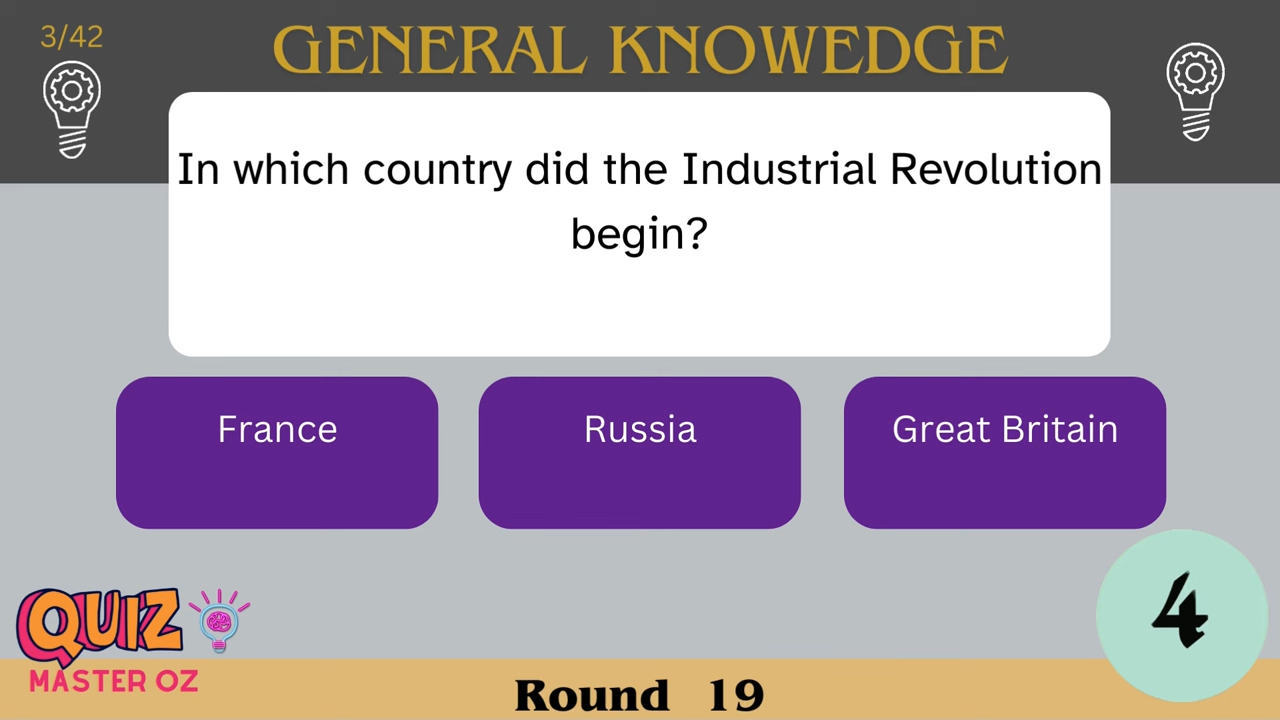 3/42
GENERAL KNOWEDGE
In which country did the Industrial Revolution
begin?
France
Russia
Great Britain
4
QUIZ
MASTER OZ
Round 19